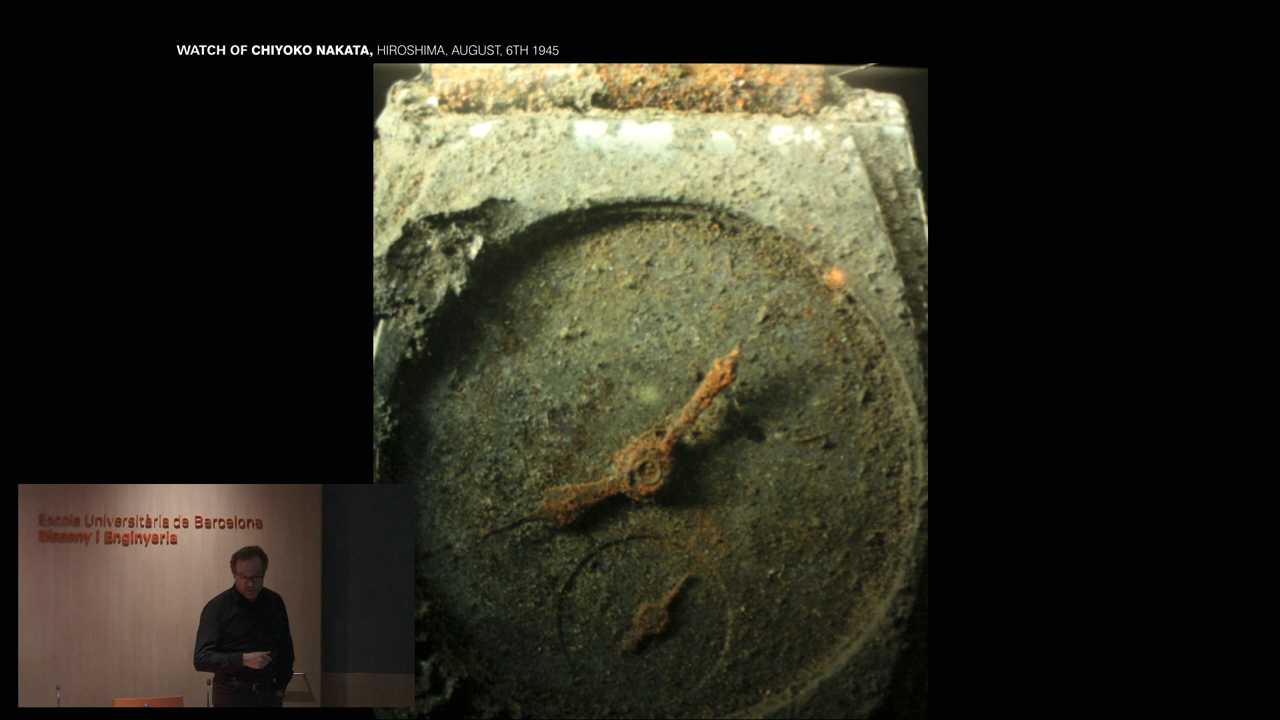 WATCH OF CHIYOKO NAKATA, HIROSHIMA, AUGUST, 6TH 1945
Escola Universitària de Barcelona
Disseny i Enginyeria